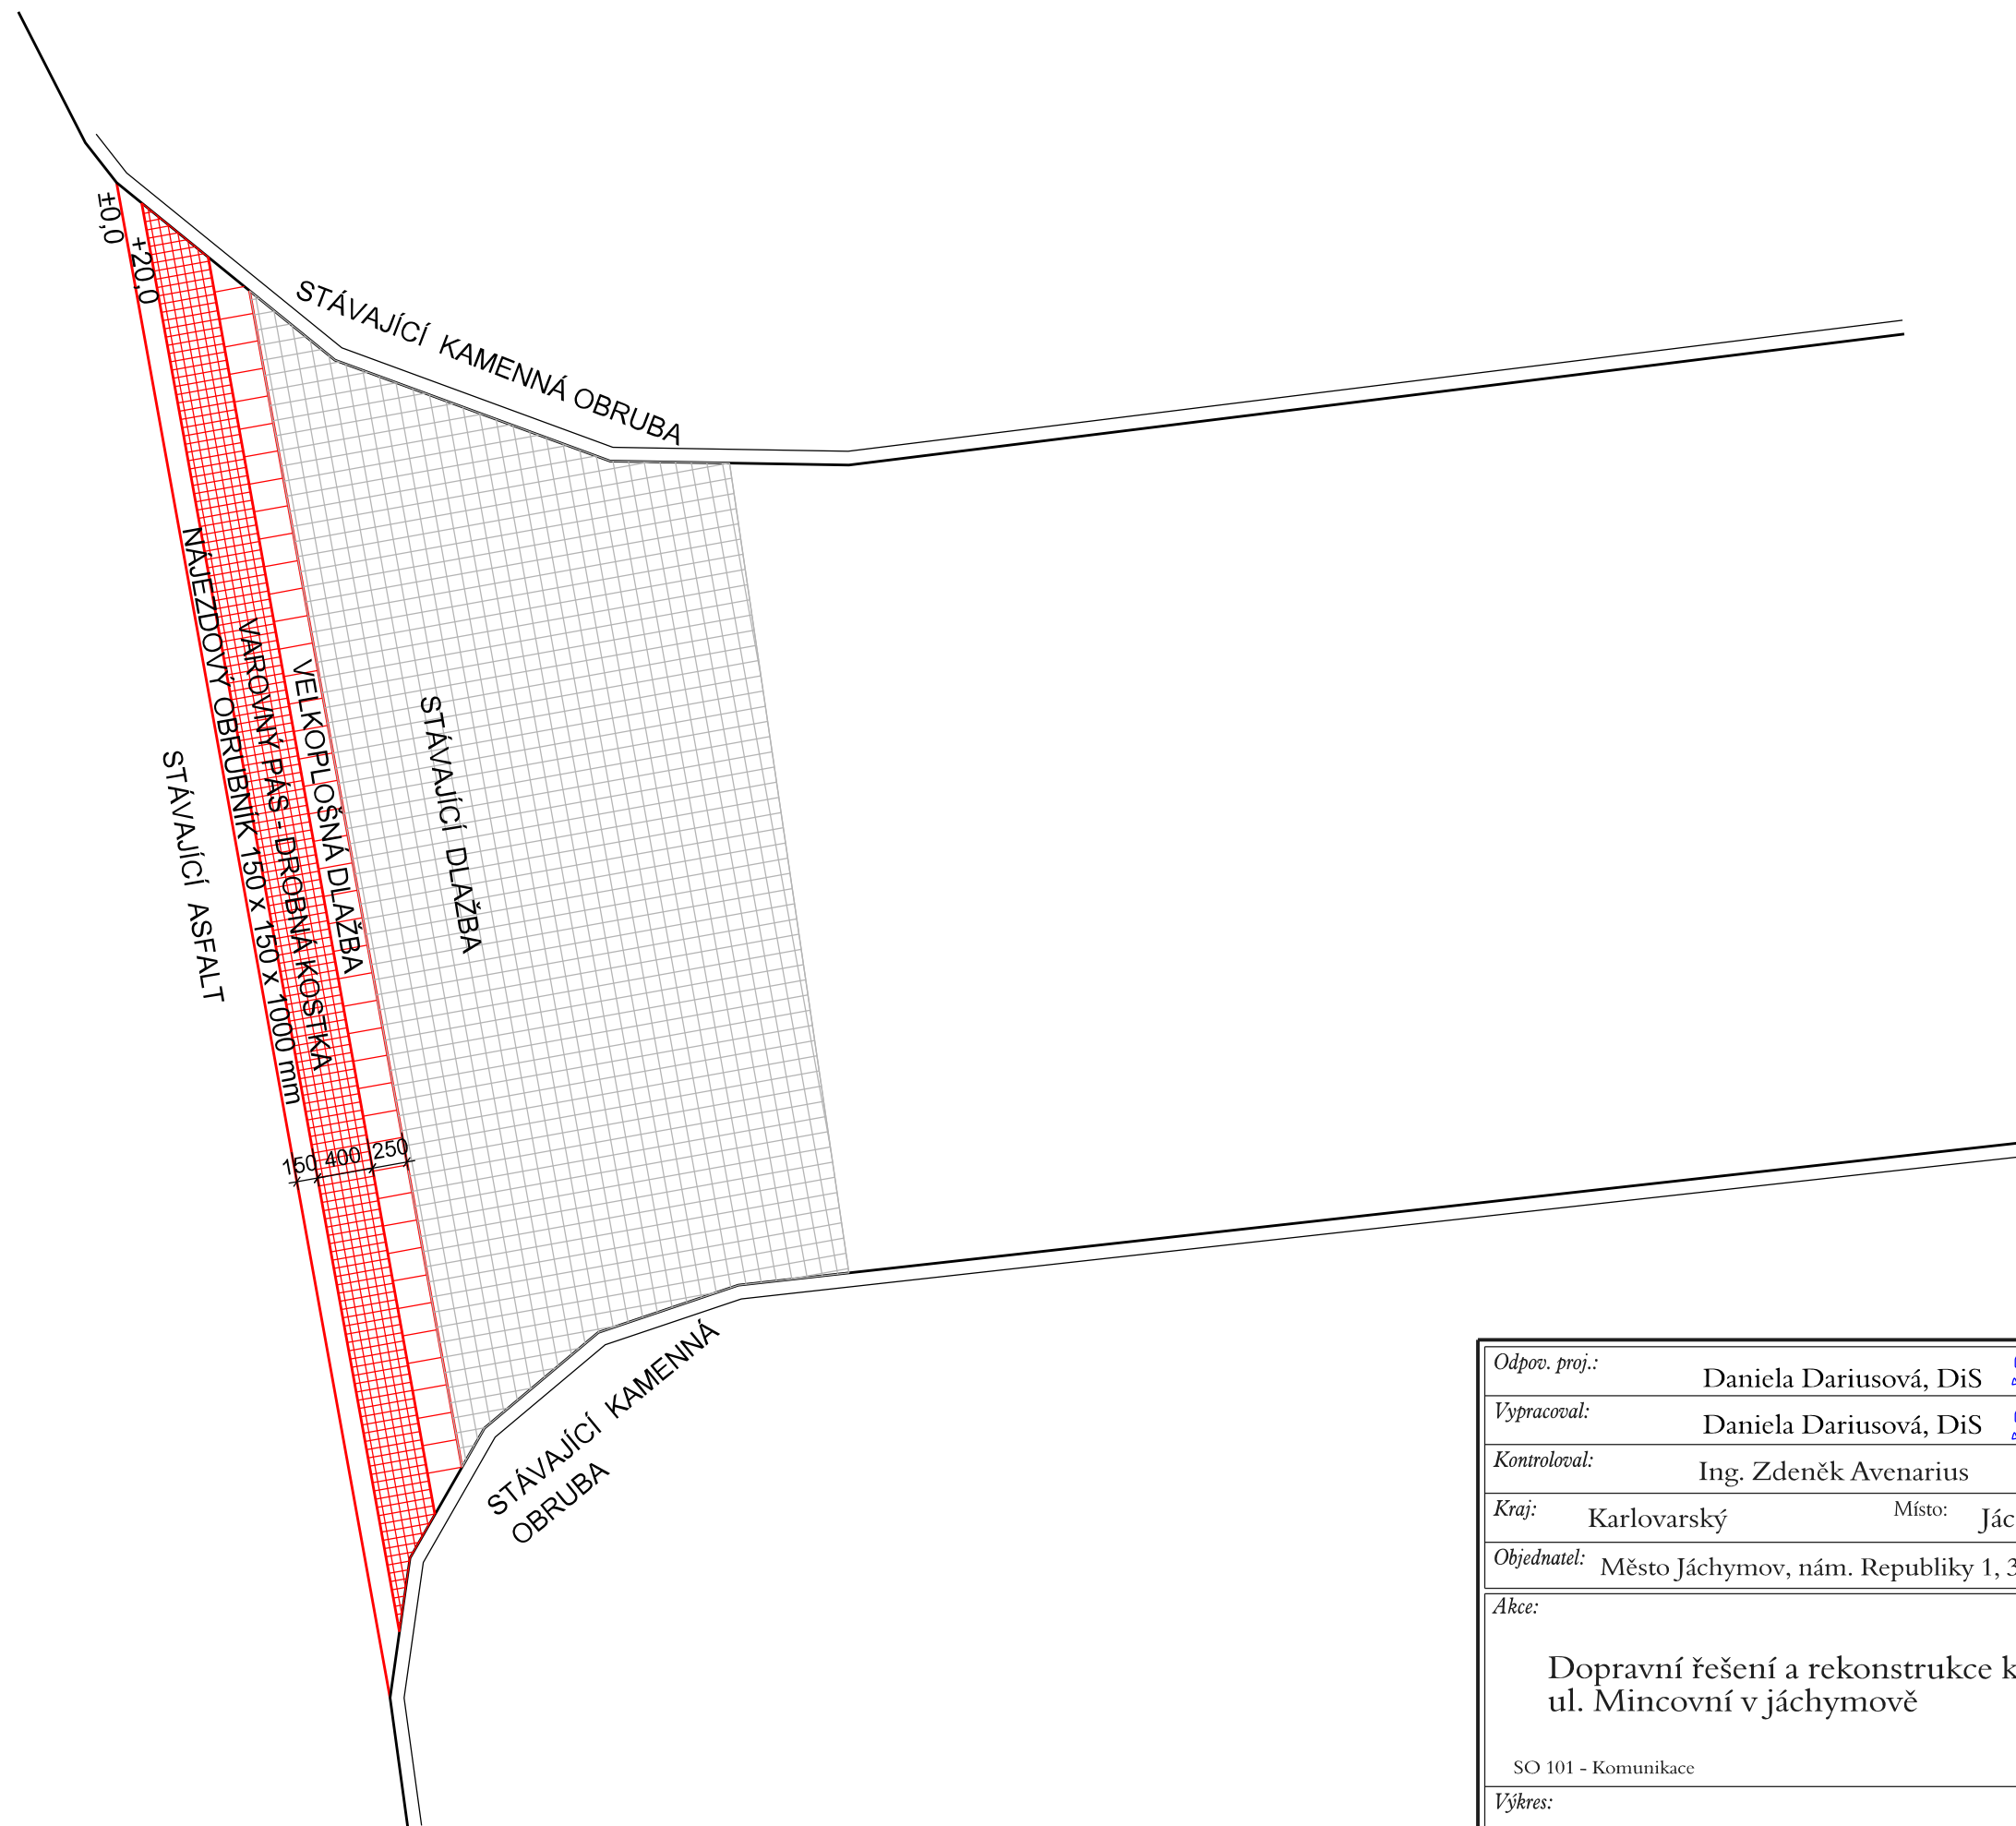 ±0,0
+20,0
STÁVAJÍCÍ KAMENNÁ OBRUBA
NÁJEZDOVÝ OBRUBNÍK 150 x 150 x 1000 mm
VAROVNÝ PÁS - DROBNÁ KOSTKA
VELKOPLOŠNÁ DLAŽBA
STÁVAJÍCÍ DLAŽBA
STÁVAJÍCÍ ASFALT
150 400 250
STÁVAJÍCÍ KAMENNÁ
OBRUBA
Odpov. proj.: Daniela Dariusová, DiS
Vypracoval: Daniela Dariusová, DiS
Kontroloval: Ing. Zdeněk Avenarius
Kraj: Karlovarský Místo: Jác
Objednatel: Město Jáchymov, nám. Republiky 1, 3
Akce:
Dopravní řešení a rekonstrukce k
ul. Mincovní v jáchymově
SO 101 - Komunikace
Výkres: